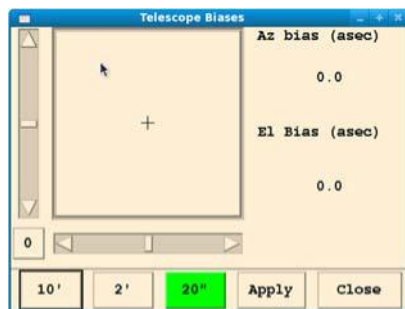 Telescope Biases
Az bias (asec)
0.0
El Bias (asec)
0.0
0
10' 2' 20" Apply Close